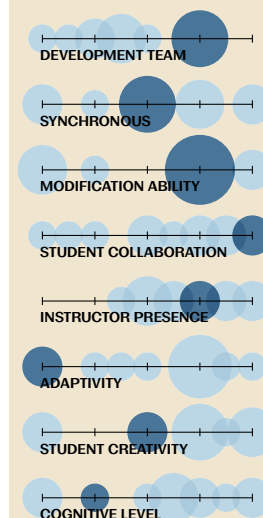 DEVELOPMENT TEAM
SYNCHRONOUS
MODIFICATION ABILITY
STUDENT COLLABORATION
INSTRUCTOR PRESENCE
ADAPTIVITY
STUDENT CREATIVITY
COGNITIVE LEVEL